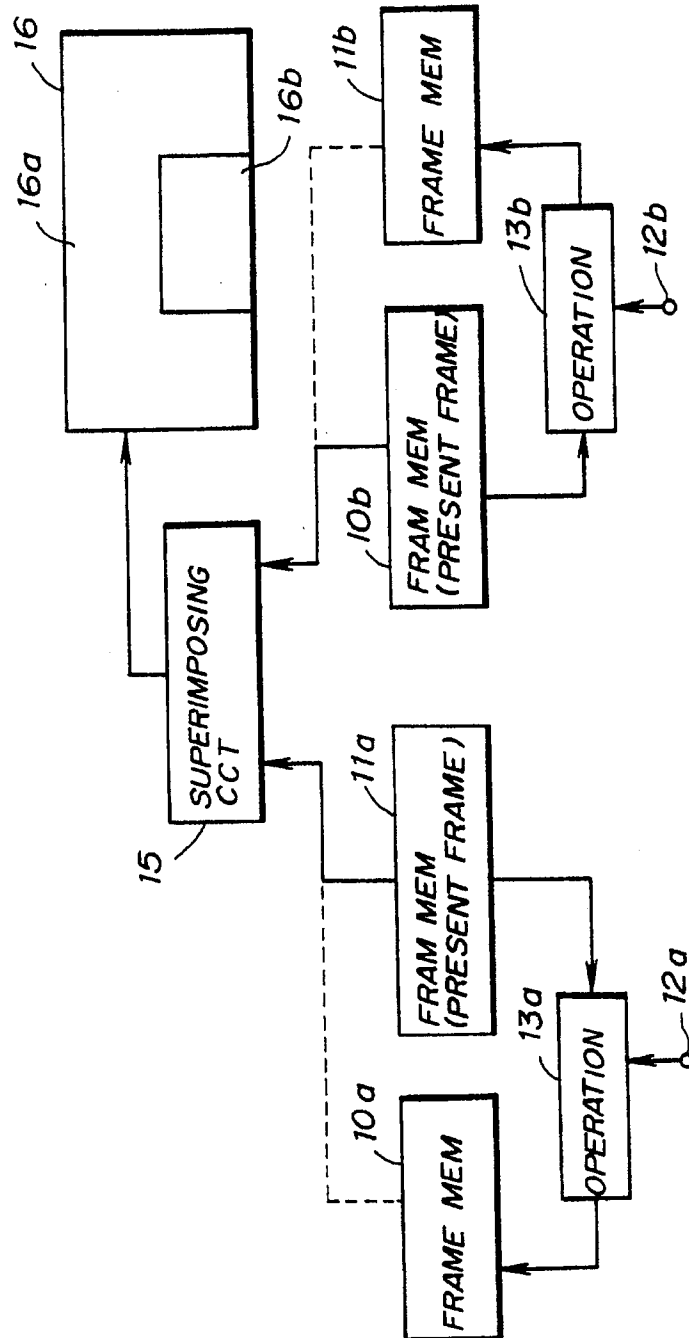 16a
16
16b
SUPERIMPOSING
CCT
15
10a
FRAME MEM
11a
FRAM MEM
(PRESENT FRAME)
10b
FRAM MEM
(PRESENT FRAME)
11b
FRAME MEM
13a
OPERATION
12a
13b
OPERATION
12b